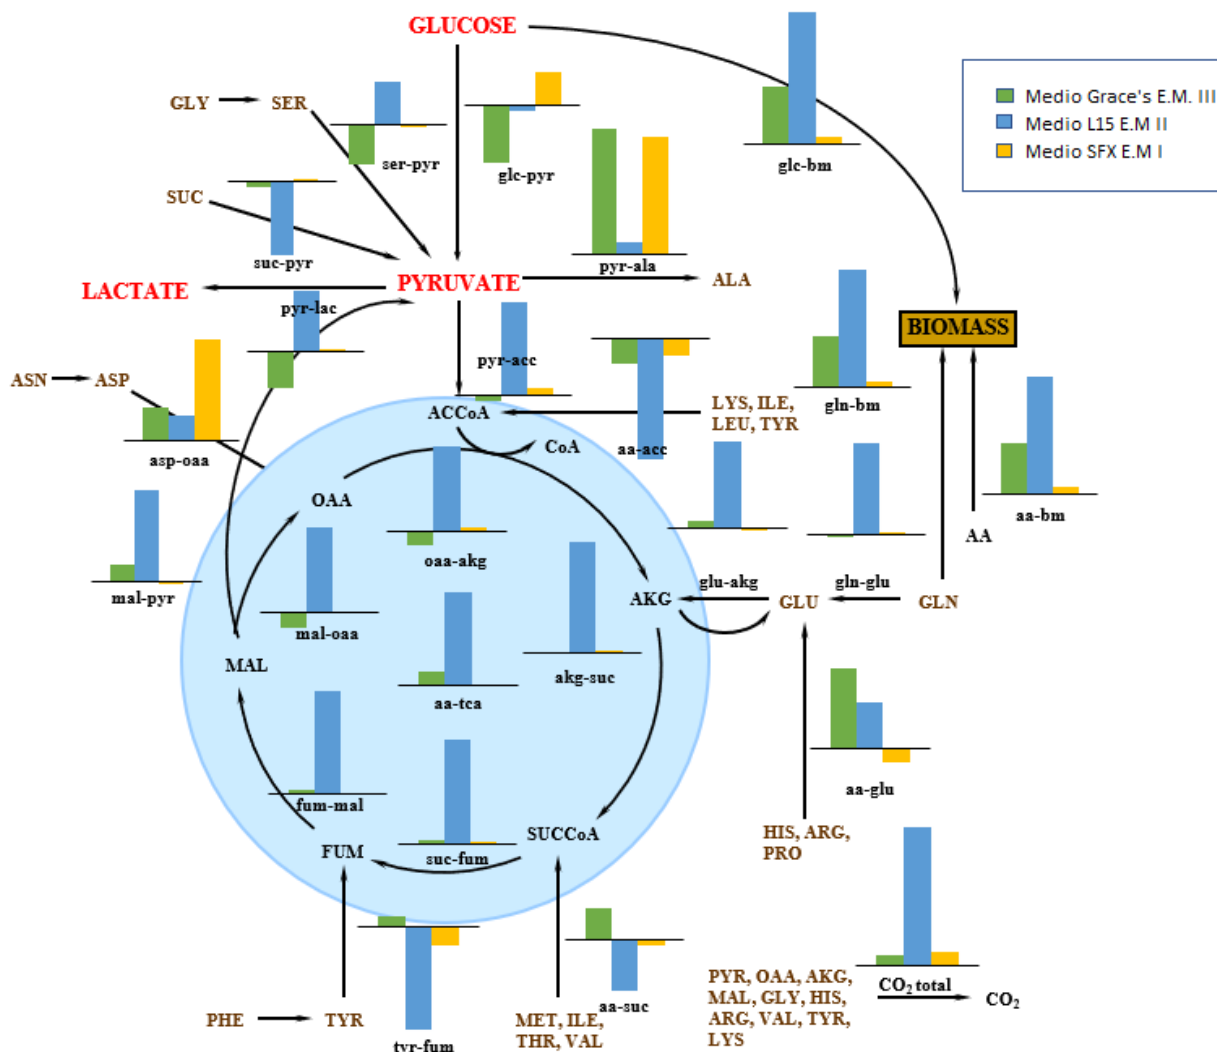 GLUCOSE
Medio Grace's E.M. III
Medio L15 E.M II
Medio SFX E.M I
GLY
SER
ser-pyr
glc-pyr
glc-bm
SUC
suc-pyr
pyr-ala
LACTATE
PYRUVATE
ALA
pyr-lac
BIOMASS
pyr-acc
ASN
ASP
ACCoA
LYS, ILE,
LEU, TYR
gln-bm
CoA
aa-acc
asp-oaa
OAA
aa-bm
AA
oaa-akg
mal-pyr
glu-akg
gln-glu
AKG
GLU
GLN
mal-oaa
MAL
aa-tca
akg-suc
aa-glu
fum-mal
HIS, ARG,
PRO
SUCCoA
FUM
suc-fum
PYR, OAA, AKG,
MAL, GLY, HIS,
ARG, VAL, TYR,
LYS
CO2 total
CO2
aa-suc
PHE
TYR
MET, ILE,
THR, VAL
tyr-fum